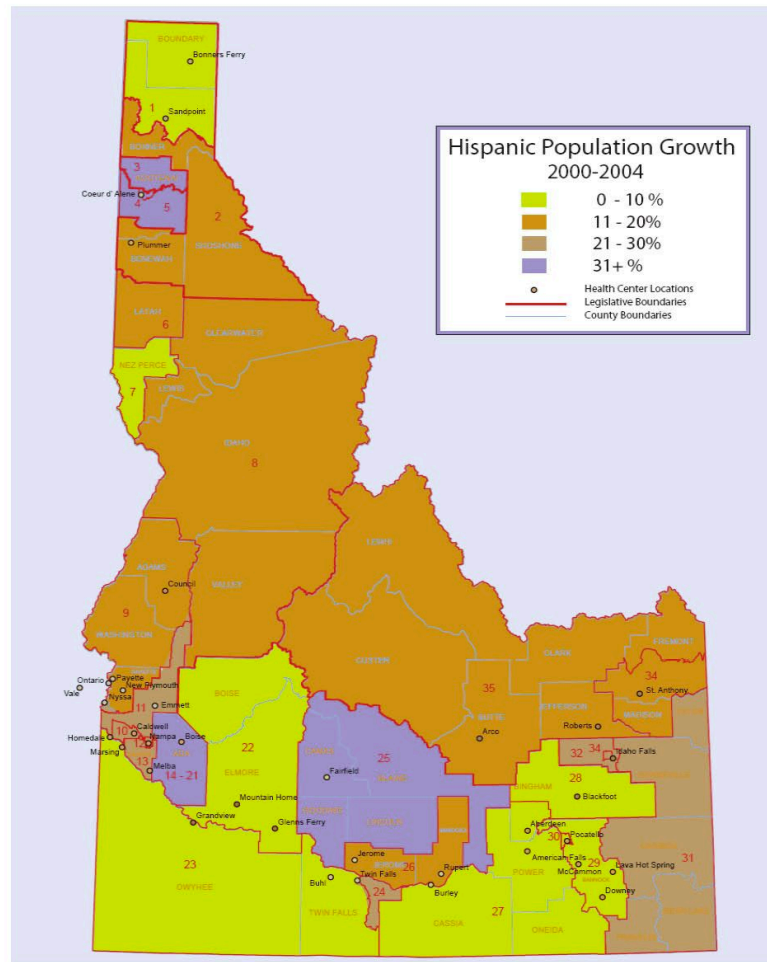 BOUNDARY
Bonners Ferry
1
Sandpoint
BONNER
Hispanic Population Growth
2000-2004
0 - 10 %
11 - 20%
21 - 30%
31+ %
Health Center Locations
Legislative Boundaries
County Boundaries
3
Coeur d' Alene
4
5
2
Plummer
BENEWAH
SHOSHONE
LATAH
6
CLEARWATER
NEZ PERCE
7
LEWIS
IDAHO
8
LEMHI
ADAMS
Council
VALLEY
9
WASHINGTON
CUSTER
CLARK
FREMONT
34
St. Anthony
BOISE
Ontario
Payette
Vale
New Plymouth
Nyssa
11
Emmett
35
BUTTE
JEFFERSON
MADISON
Roberts
Arco
10
Caldwell
Homedale
12
Nampa
Boise
Marsing
13
Melba
14 - 21
22
ELMORE
25
BLAINE
Fairfield
32
34
Idaho Falls
BINGHAM
28
Blackfoot
Mountain Home
Grandview
Glenns Ferry
LINCOLN
Aberdeen
30
Pocatello
American Falls
McCammon
29
Lava Hot Spring
31
POWER
BANNOCK
Downey
23
OWYHEE
Jerome
26
Rupert
Buhl
Twin Falls
24
Burley
27
TWIN FALLS
CASSIA
ONEIDA